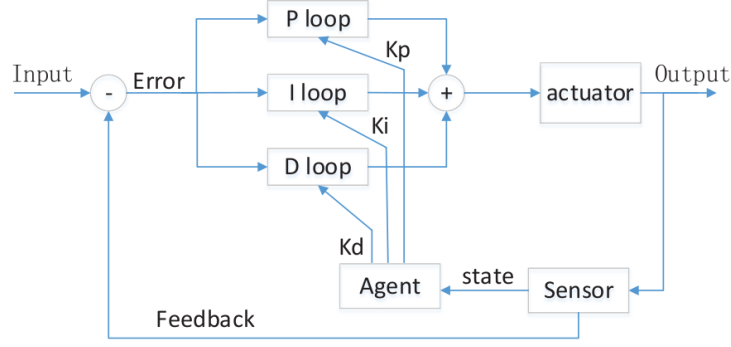 P loop
Kp
Input
-
Error
I loop
+
actuator
Output
Ki
D loop
Kd
Agent
state
Sensor
Feedback